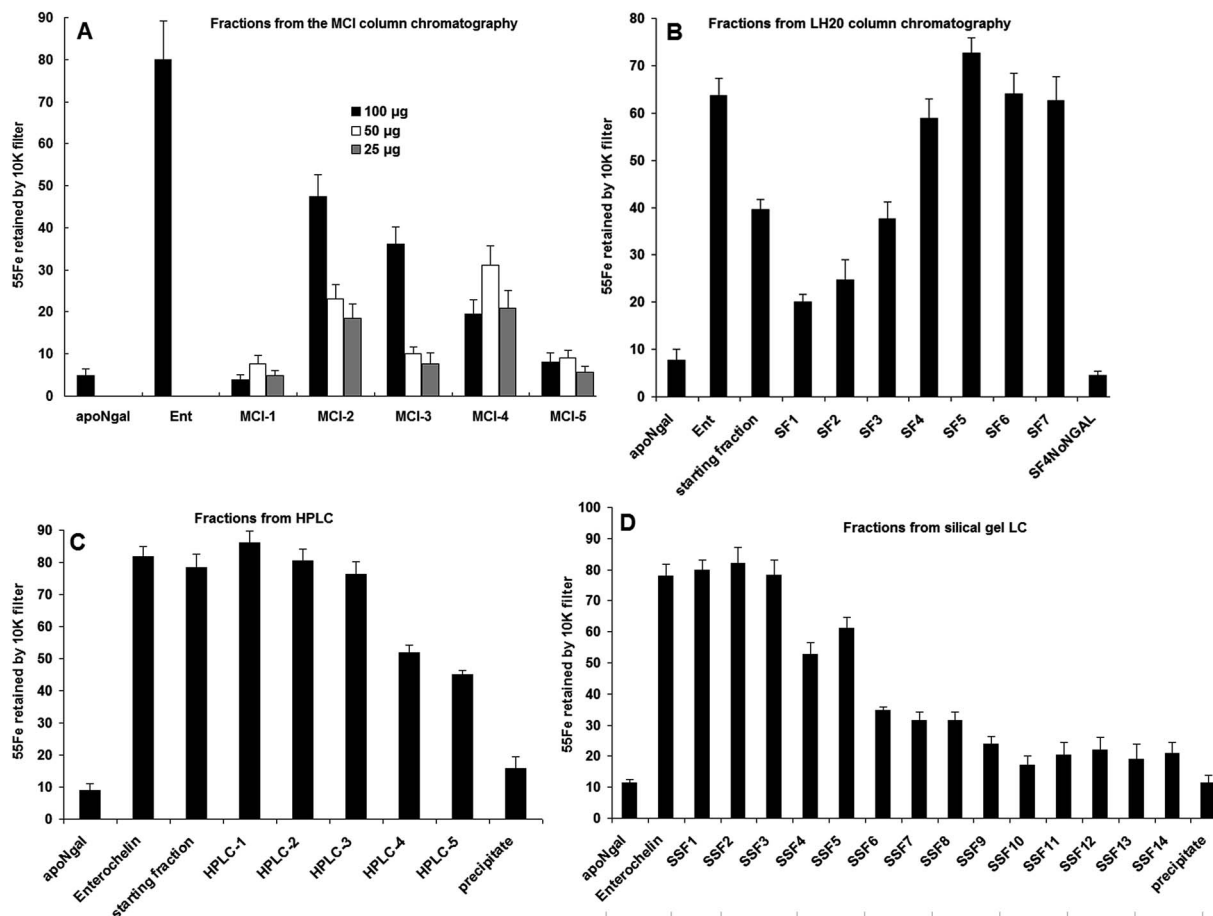 A
Fractions from the MCI column chromatography
55Fe retained by 10K filter
90
80
70
60
50
40
30
20
10
0
100 µg
50 µg
25 µg
apoNgal Ent MCI-1 MCI-2 MCI-3 MCI-4 MCI-5
B
Fractions from LH20 column chromatography
55Fe retained by 10K filter
80
70
60
50
40
30
20
10
0
apoNgal
Ent
starting fraction
SF1
SF2
SF3
SF4
SF5
SF6
SF7
SF4NoNGAL
C
Fractions from HPLC
55Fe retained by 10K filter
90
80
70
60
50
40
30
20
10
0
apoNgal
Enterochelin
starting fraction
HPLC-1
HPLC-2
HPLC-3
HPLC-4
HPLC-5
precipitate
D
Fractions from silical gel LC
55Fe retained by 10K filter
100
90
80
70
60
50
40
30
20
10
0
apoNgal
Enterochelin
SSF1
SSF2
SSF3
SSF4
SSF5
SSF6
SSF7
SSF8
SSF9
SSF10
SSF11
SSF12
SSF13
SSF14
precipitate